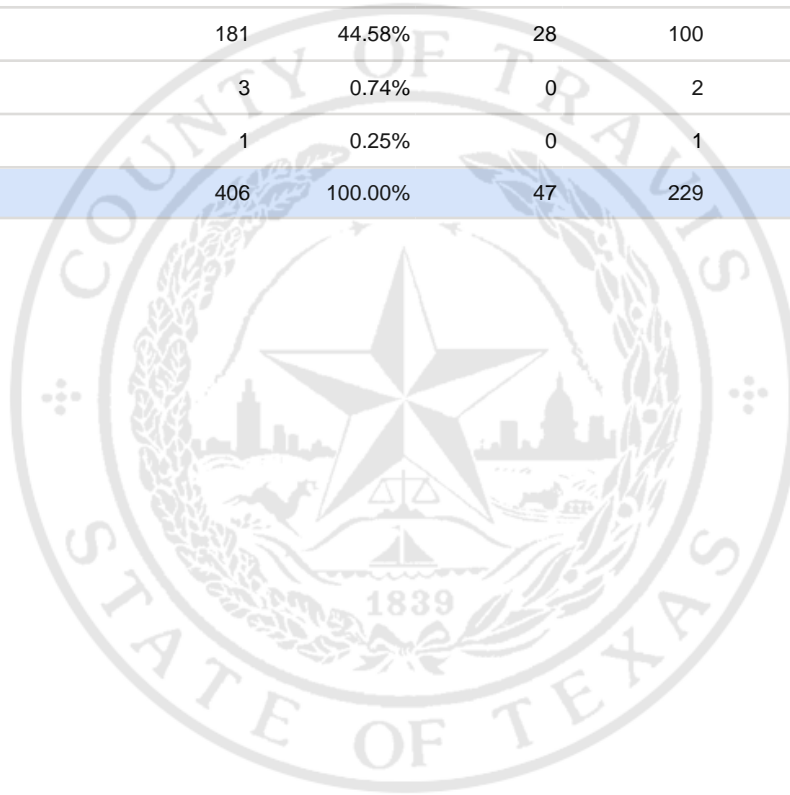 181 44.58% 28 100
3 0.74% 0 2
1 0.25% 0 1
406 100.00% 47 229
COUNTY OF TRAVIS
1839
STATE OF TEXAS